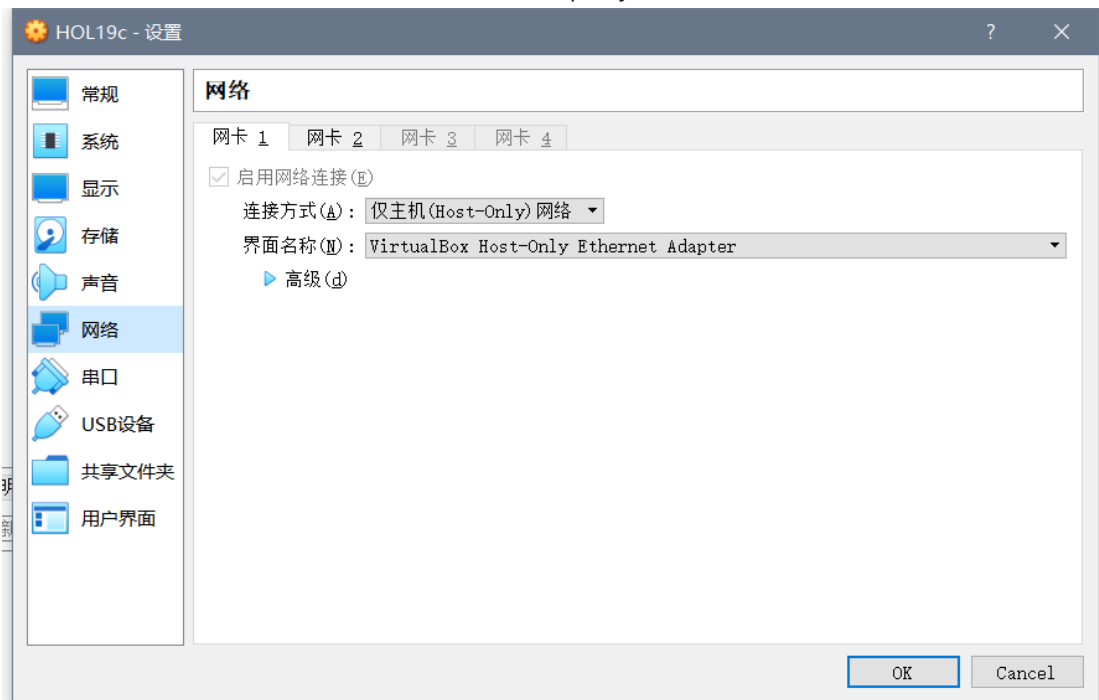 HOL19c - 设置
常规
系统
显示
存储
声音
网络
串口
USB设备
共享文件夹
用户界面
网络
网卡 1 网卡 2 网卡 3 网卡 4
启用网络连接(E)
连接方式(A): 仅主机(Host-Only)网络
界面名称(N): VirtualBox Host-Only Ethernet Adapter
高级(d)
OK Cancel